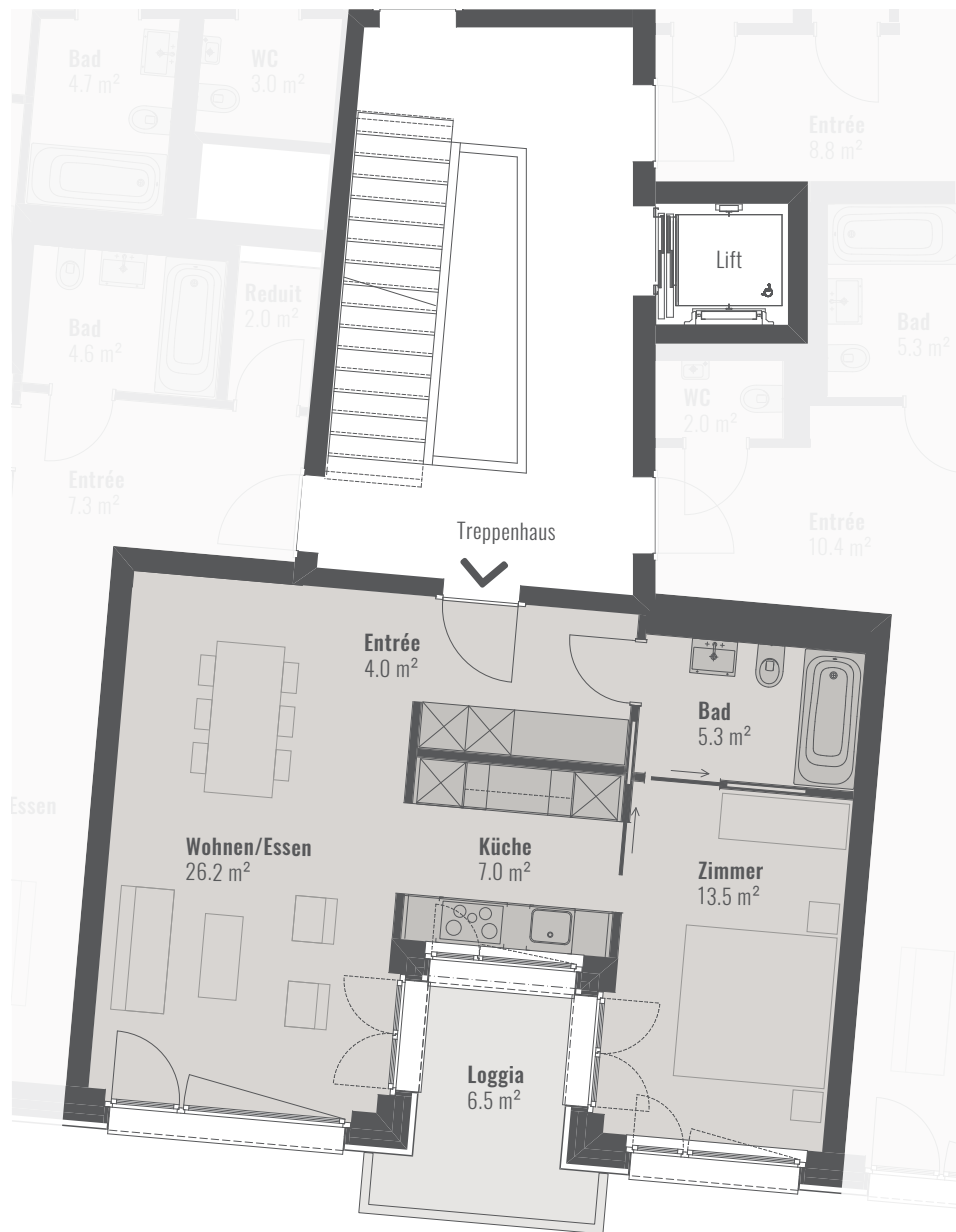 Bad
4.7 m²
WC
3.0 m²
Entrée
8.8 m²
Lift
Reduit
2.0 m²
Bad
4.6 m²
Bad
5.3 m²
WC
2.0 m²
Entrée
7.3 m²
Entrée
10.4 m²
Treppenhaus
Entrée
4.0 m²
Bad
5.3 m²
Essen
Wohnen/Essen
26.2 m²
Küche
7.0 m²
Zimmer
13.5 m²
Loggia
6.5 m²